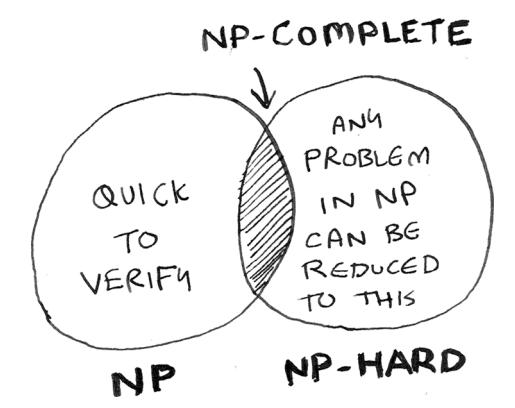 NP-COMPLETE
QUICK
TO
VERIFY
ANY
PROBLEM
IN NP
CAN BE
REDUCED
TO THIS
NP
NP-HARD